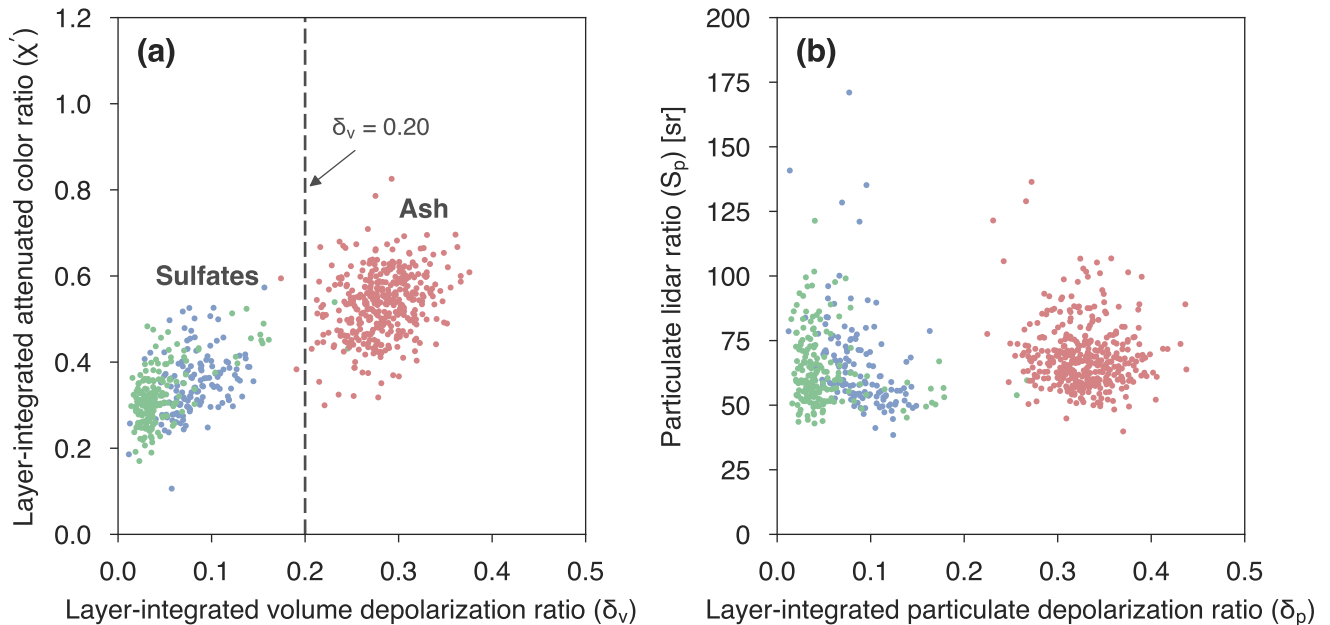 (a)
δv = 0.20
Ash
Sulfates
1.2
1.0
0.8
0.6
0.4
0.2
0.0
0.0 0.1 0.2 0.3 0.4 0.5
Layer-integrated attenuated color ratio (χ′)
Layer-integrated volume depolarization ratio (δv)
(b)
200
175
150
125
100
75
50
25
0
0.0 0.1 0.2 0.3 0.4 0.5
Particulate lidar ratio (Sp) [sr]
Layer-integrated particulate depolarization ratio (δp)